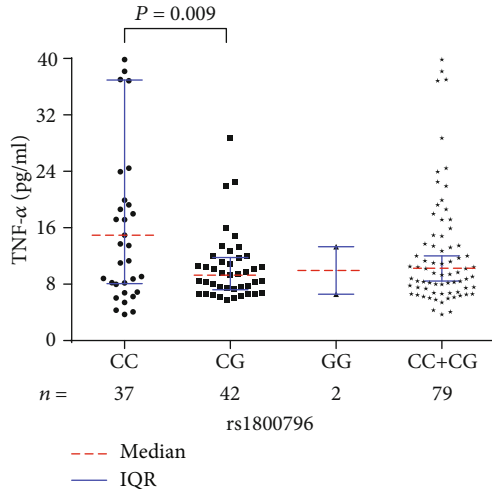 P = 0.009
TNF-α (pg/ml)
40
32
24
16
8
0
CC CG GG CC+CG
n = 37 42 2 79
rs1800796
Median
IQR